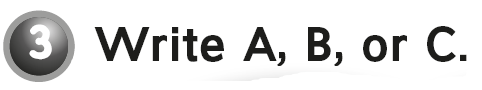 3 Write A, B, or C.